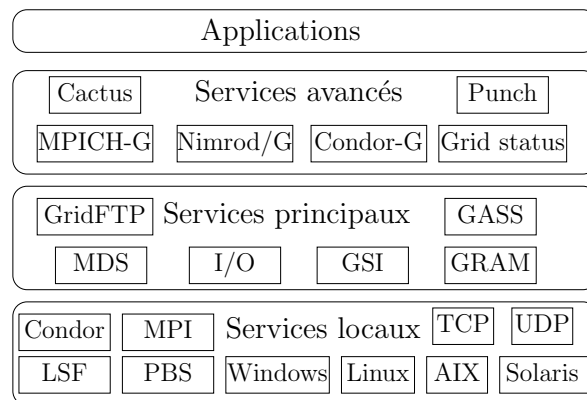 Applications
Cactus Services avancés Punch
MPICH-G Nimrod/G Condor-G Grid status
GridFTP Services principaux GASS
MDS I/O GSI GRAM
Condor MPI Services locaux TCP UDP
LSF PBS Windows Linux AIX Solaris